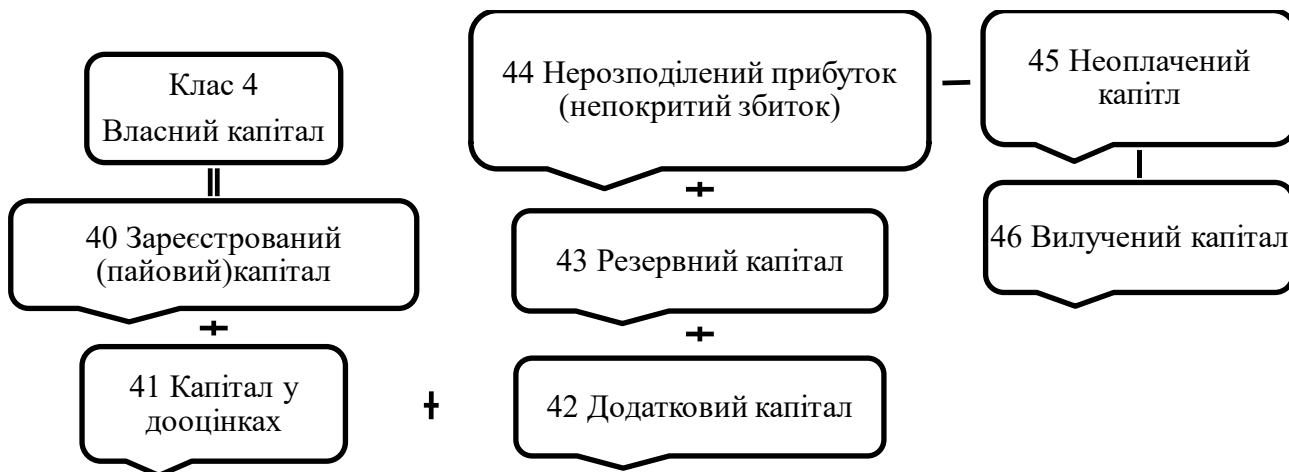 Клас 4
Власний капітал
40 Зареєстрований
(пайовий)капітал
41 Капітал у
дооцінках
42 Додатковий капітал
43 Резервний капітал
44 Нерозподілений прибуток
(непокритий збиток)
45 Неоплачений
капітл
46 Вилучений капітал